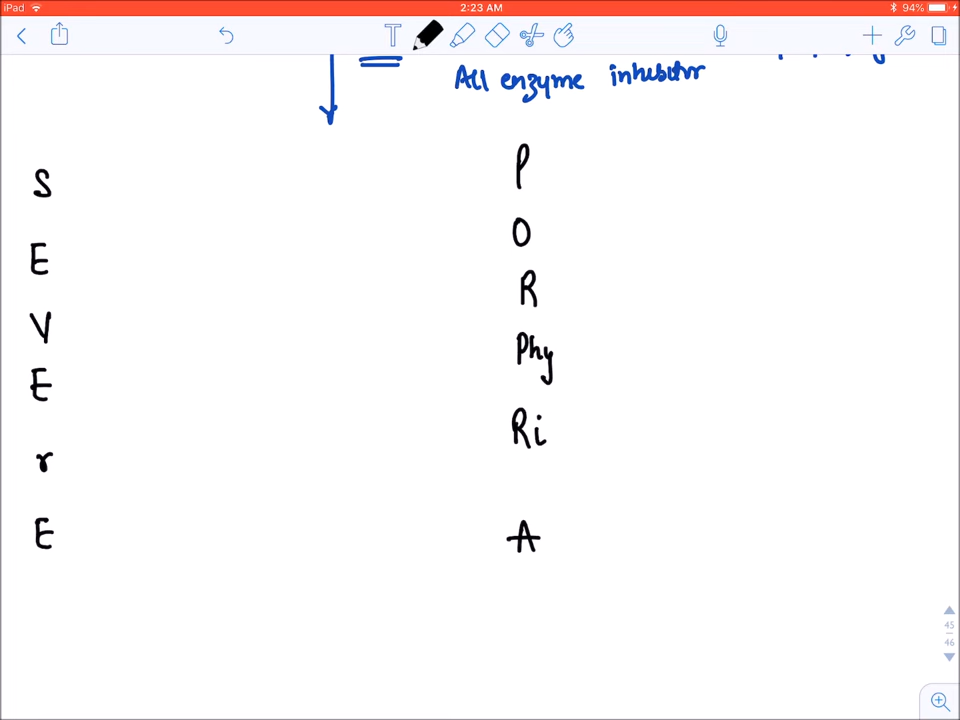 iPad 2:23 AM 94%
T
All enzyme inhibitor
S
E
V
E
r
E
P
O
R
Phy
Ri
A
45
46